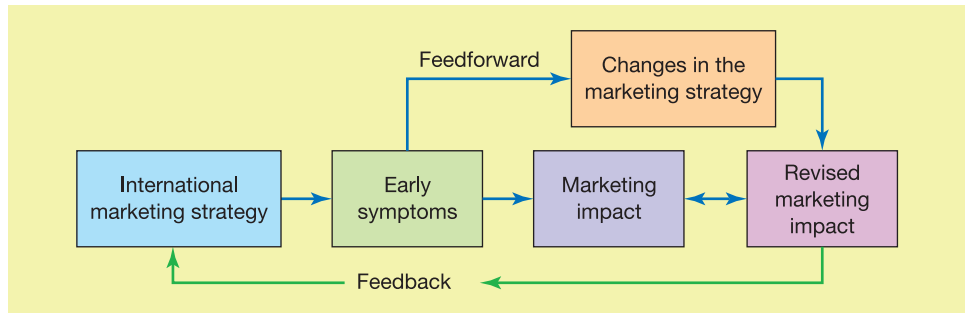 Feedforward
Changes in the
marketing strategy
International
marketing strategy
Early
symptoms
Marketing
impact
Revised
marketing
impact
Feedback